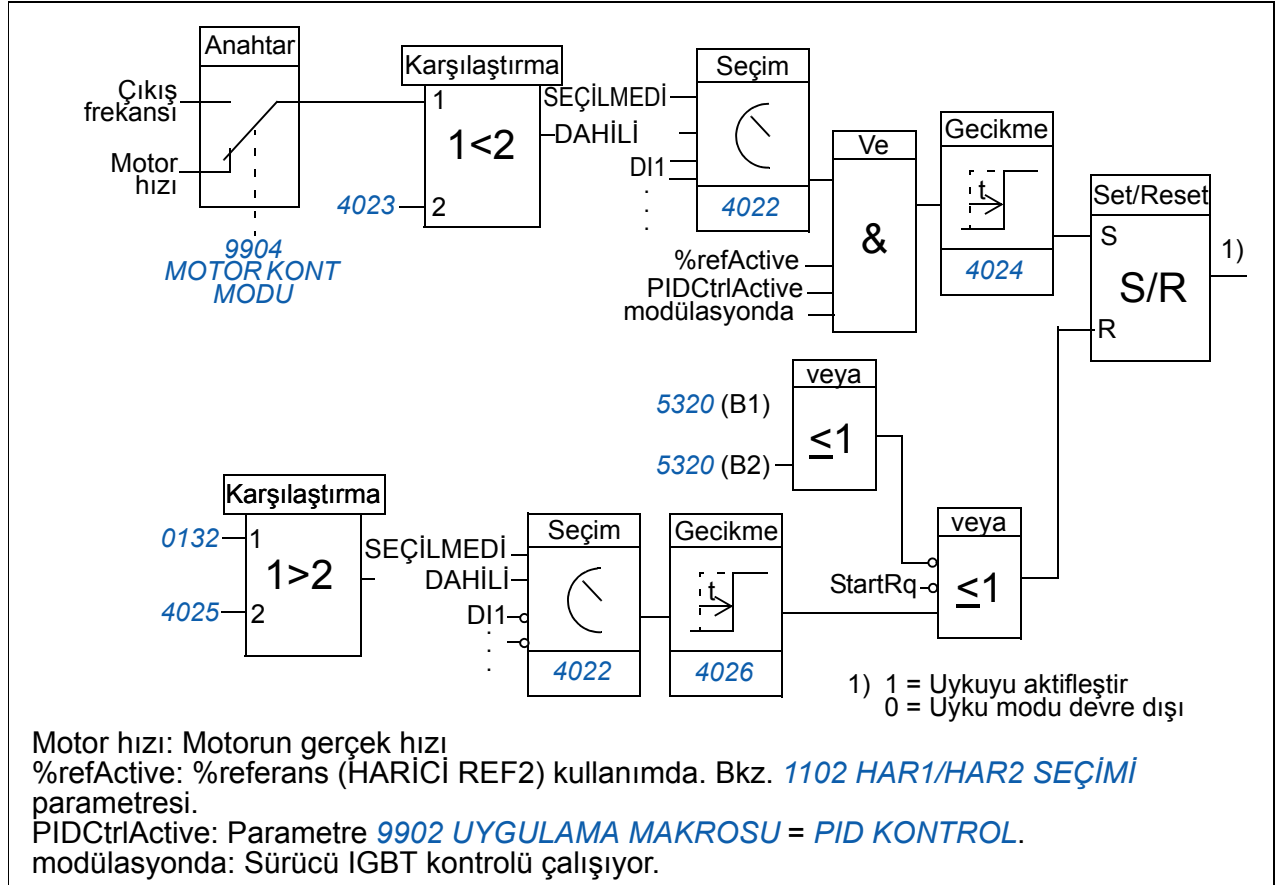 Anahtar
Çıkış
frekansı
Motor
hızı
9904
MOTOR KONT
MODU
Karşılaştırma
1
1<2
4023
2
SEÇİLMEDİ
DAHİLİ
DI1
.
.
.
Seçim
4022
%refActive
PIDCtrlActive
modülasyonda
Ve
&
Gecikme
t
4024
Set/Reset
S
S/R
R
1)
5320 (B1)
5320 (B2)
veya
≤1
Karşılaştırma
0132
1
1>2
4025
2
SEÇİLMEDİ
DAHİLİ
DI1
.
.
.
Seçim
4022
Gecikme
t
4026
StartRq
veya
≤1
1) 1 = Uykuyu aktifleştir
0 = Uyku modu devre dışı
Motor hızı: Motorun gerçek hızı
%refActive: %referans (HARİCİ REF2) kullanımda. Bkz. 1102 HAR1/HAR2 SEÇİMİ
parametresi.
PIDCtrlActive: Parametre 9902 UYGULAMA MAKROSU = PID KONTROL.
modülasyonda: Sürücü IGBT kontrolü çalışıyor.